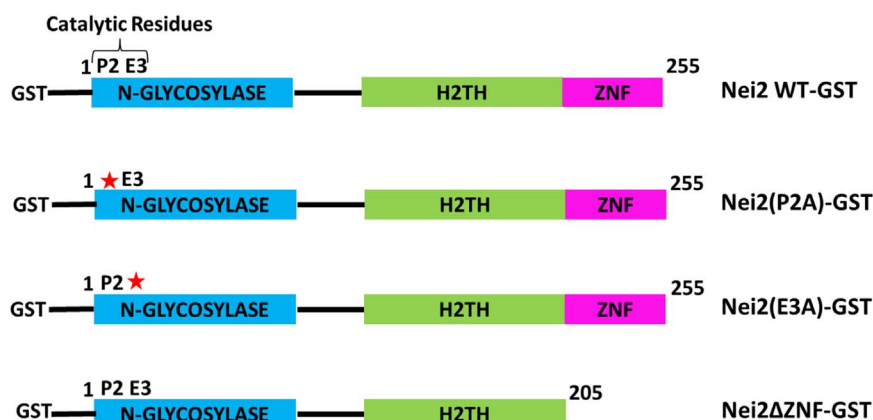 Catalytic Residues
1 P2 E3 255
GST N-GLYCOSYLASE H2TH ZNF Nei2 WT-GST
1 E3 255
GST N-GLYCOSYLASE H2TH ZNF Nei2(P2A)-GST
1 P2 255
GST N-GLYCOSYLASE H2TH ZNF Nei2(E3A)-GST
1 P2 E3 205
GST N-GLYCOSYLASE H2TH Nei2ΔZNF-GST